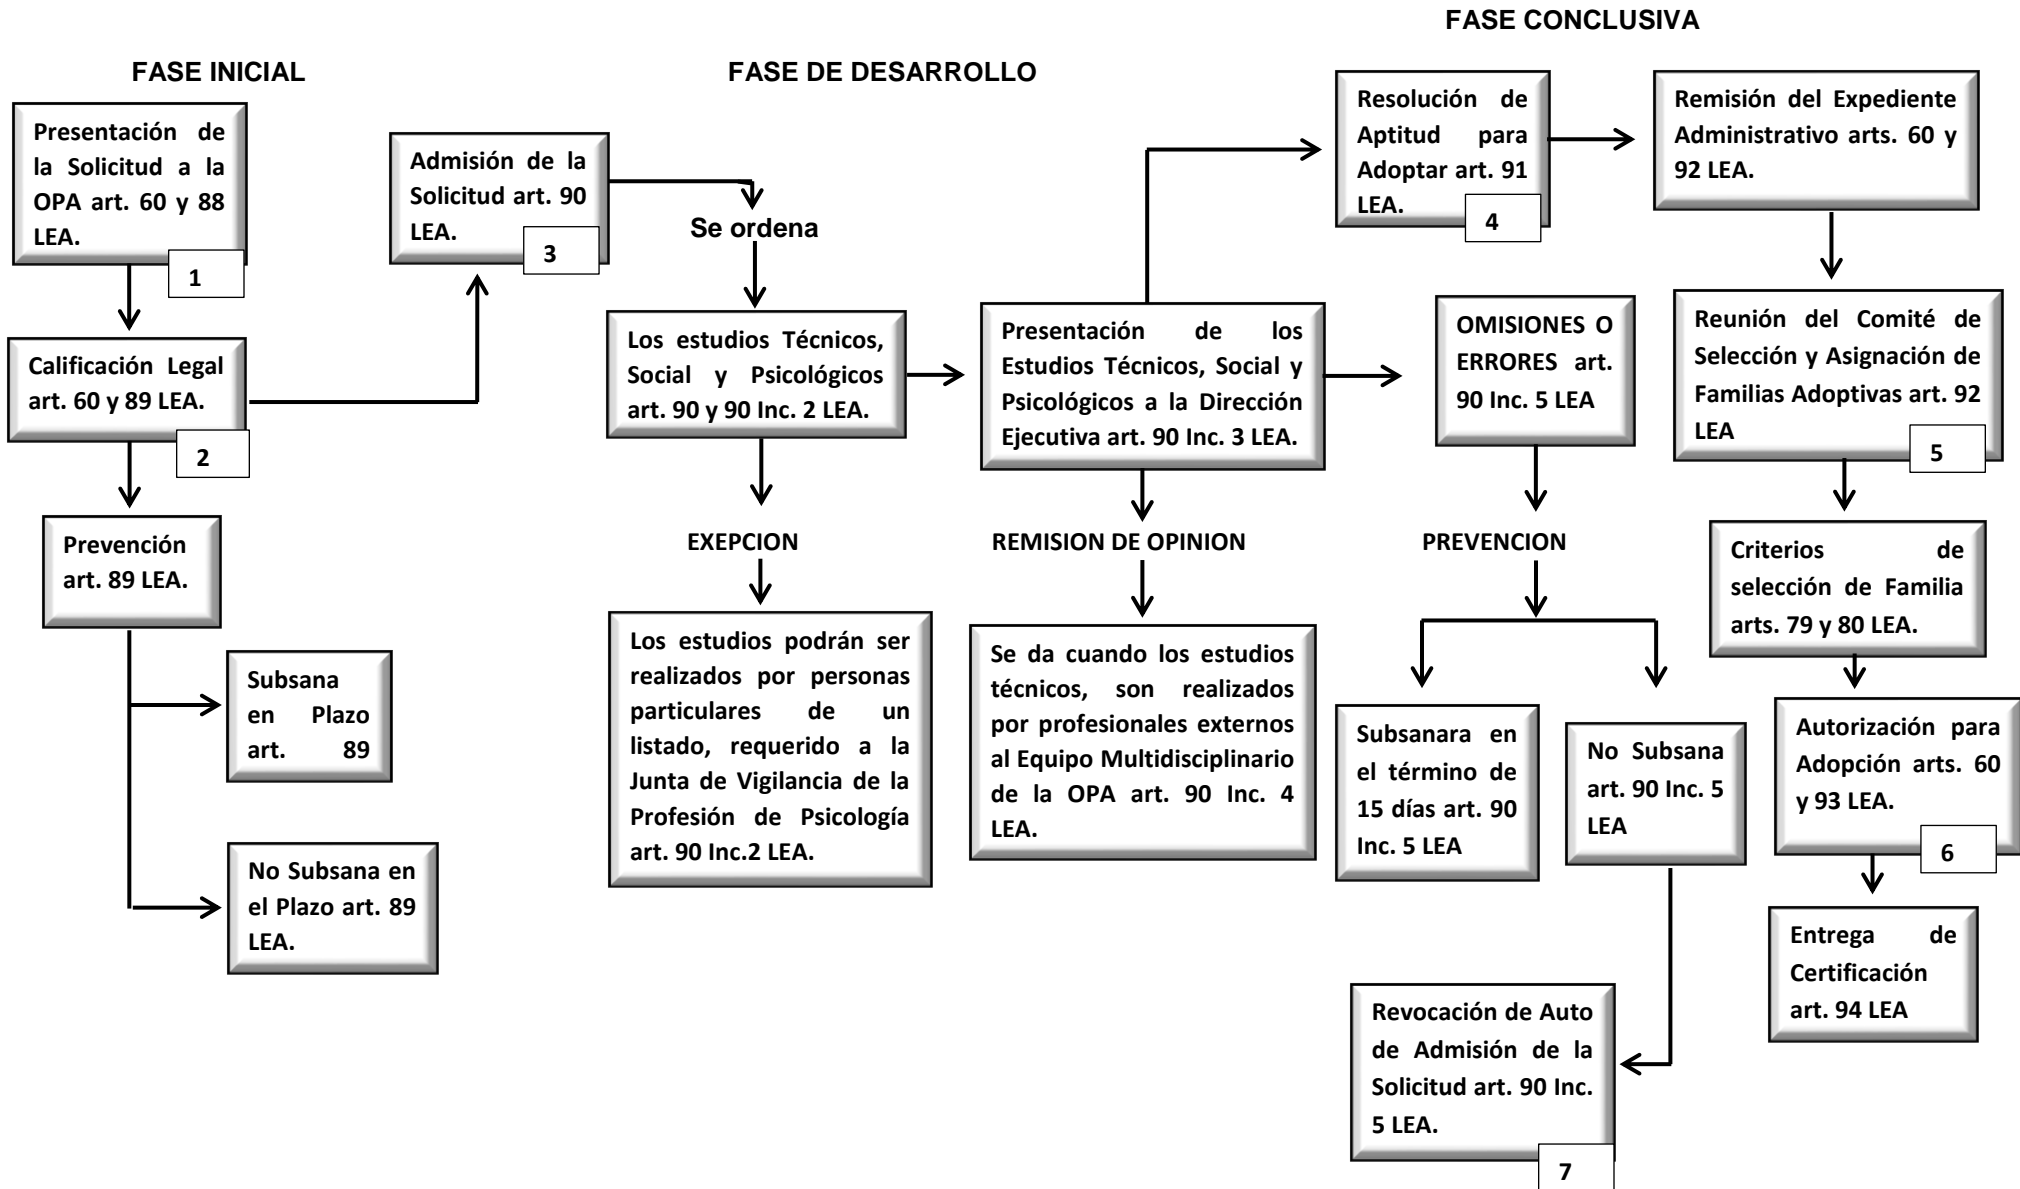 FASE INICIAL
Presentación de
la Solicitud a la
OPA art. 60 y 88
LEA.
1
Calificación Legal
art. 60 y 89 LEA.
2
Prevención
art. 89 LEA.
Subsana
en Plazo
art. 89
No Subsana en
el Plazo art. 89
LEA.
FASE DE DESARROLLO
Admisión de la
Solicitud art. 90
LEA.
3
Se ordena
Los estudios Técnicos,
Social y Psicológicos
art. 90 y 90 Inc. 2 LEA.
EXEPCION
Los estudios podrán ser
realizados por personas
particulares de un
listado, requerido a la
Junta de Vigilancia de la
Profesión de Psicología
art. 90 Inc.2 LEA.
Presentación de los
Estudios Técnicos, Social y
Psicológicos a la Dirección
Ejecutiva art. 90 Inc. 3 LEA.
REMISION DE OPINION
Se da cuando los estudios
técnicos, son realizados
por profesionales externos
al Equipo Multidisciplinario
de la OPA art. 90 Inc. 4
LEA.
FASE CONCLUSIVA
Resolución de
Aptitud para
Adoptar art. 91
LEA.
4
Remisión del Expediente
Administrativo arts. 60 y
92 LEA.
OMISIONES O
ERRORES art.
90 Inc. 5 LEA
PREVENCION
Subsanara en
el término de
15 días art. 90
Inc. 5 LEA
No Subsana
art. 90 Inc. 5
LEA
Revocación de Auto
de Admisión de la
Solicitud art. 90 Inc.
5 LEA.
7
Reunión del Comité de
Selección y Asignación de
Familias Adoptivas art. 92
LEA
5
Criterios de
selección de Familia
arts. 79 y 80 LEA.
Autorización para
Adopción arts. 60
y 93 LEA.
6
Entrega de
Certificación
art. 94 LEA